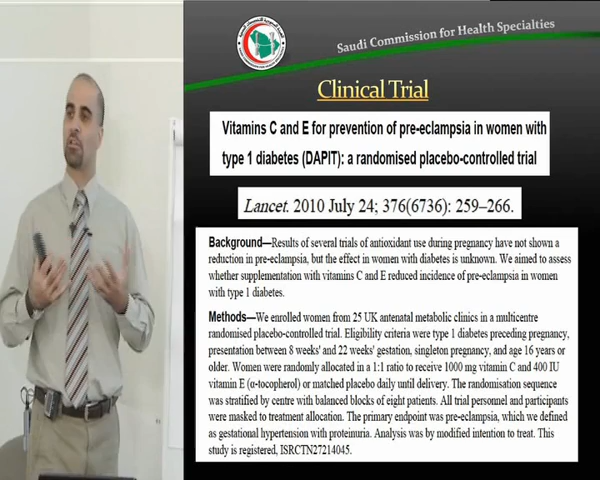 Saudi Commission for Health Specialties
Clinical Trial
Vitamins C and E for prevention of pre-eclampsia in women with
type 1 diabetes (DAPIT): a randomised placebo-controlled trial
Lancet. 2010 July 24; 376(6736): 259–266.
Background—Results of several trials of antioxidant use during pregnancy have not shown a
reduction in pre-eclampsia, but the effect in women with diabetes is unknown. We aimed to assess
whether supplementation with vitamins C and E reduced incidence of pre-eclampsia in women
with type 1 diabetes.
Methods—We enrolled women from 25 UK antenatal metabolic clinics in a multicentre
randomised placebo-controlled trial. Eligibility criteria were type 1 diabetes preceding pregnancy,
presentation between 8 weeks' and 22 weeks' gestation, singleton pregnancy, and age 16 years or
older. Women were randomly allocated in a 1:1 ratio to receive 1000 mg vitamin C and 400 IU
vitamin E (α-tocopherol) or matched placebo daily until delivery. The randomisation sequence
was stratified by centre with balanced blocks of eight patients. All trial personnel and participants
were masked to treatment allocation. The primary endpoint was pre-eclampsia, which we defined
as gestational hypertension with proteinuria. Analysis was by modified intention to treat. This
study is registered, ISRCTN27214045.